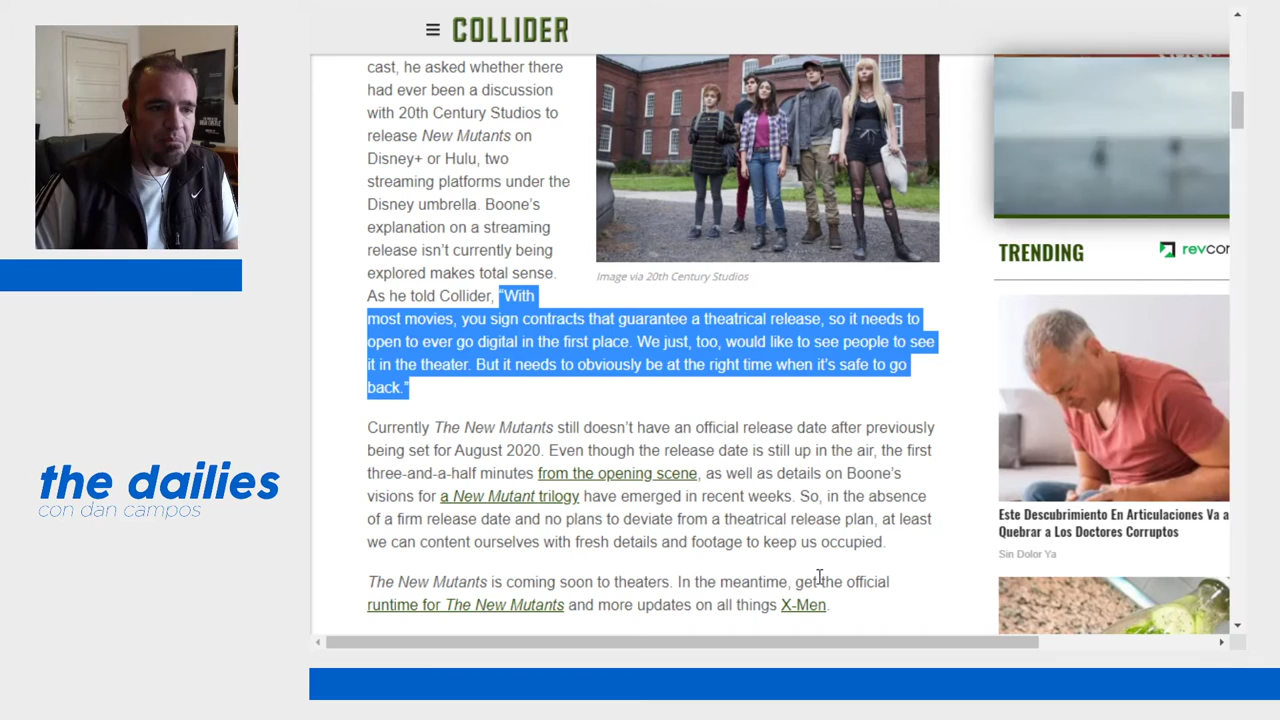 COLLIDER
cast, he asked whether there
had ever been a discussion
with 20th Century Studios to
release New Mutants on
Disney+ or Hulu, two
streaming platforms under the
Disney umbrella. Boone's
explanation on a streaming
release isn't currently being
explored makes total sense.
As he told Collider, “With
most movies, you sign contracts that guarantee a theatrical release, so it needs to
open to ever go digital in the first place. We just, too, would like to see people to see
it in the theater. But it needs to obviously be at the right time when it's safe to go
back.”
Image via 20th Century Studios
Currently The New Mutants still doesn't have an official release date after previously
being set for August 2020. Even though the release date is still up in the air, the first
three-and-a-half minutes from the opening scene, as well as details on Boone's
visions for a New Mutant trilogy have emerged in recent weeks. So, in the absence
of a firm release date and no plans to deviate from a theatrical release plan, at least
we can content ourselves with fresh details and footage to keep us occupied.
The New Mutants is coming soon to theaters. In the meantime, get the official
runtime for The New Mutants and more updates on all things X-Men.
TRENDING
revcon
Este Descubrimiento En Articulaciones Va a
Quebrar a Los Doctores Corruptos
Sin Dolor Ya
the dailies
con dan campos